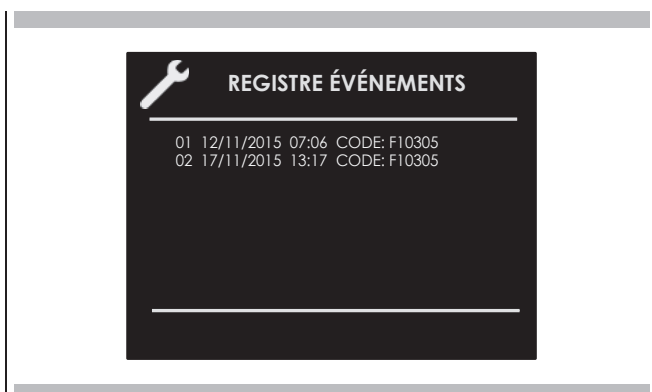 REGISTRE ÉVÉNEMENTS
01 12/11/2015 07:06 CODE: F10305
02 17/11/2015 13:17 CODE: F10305